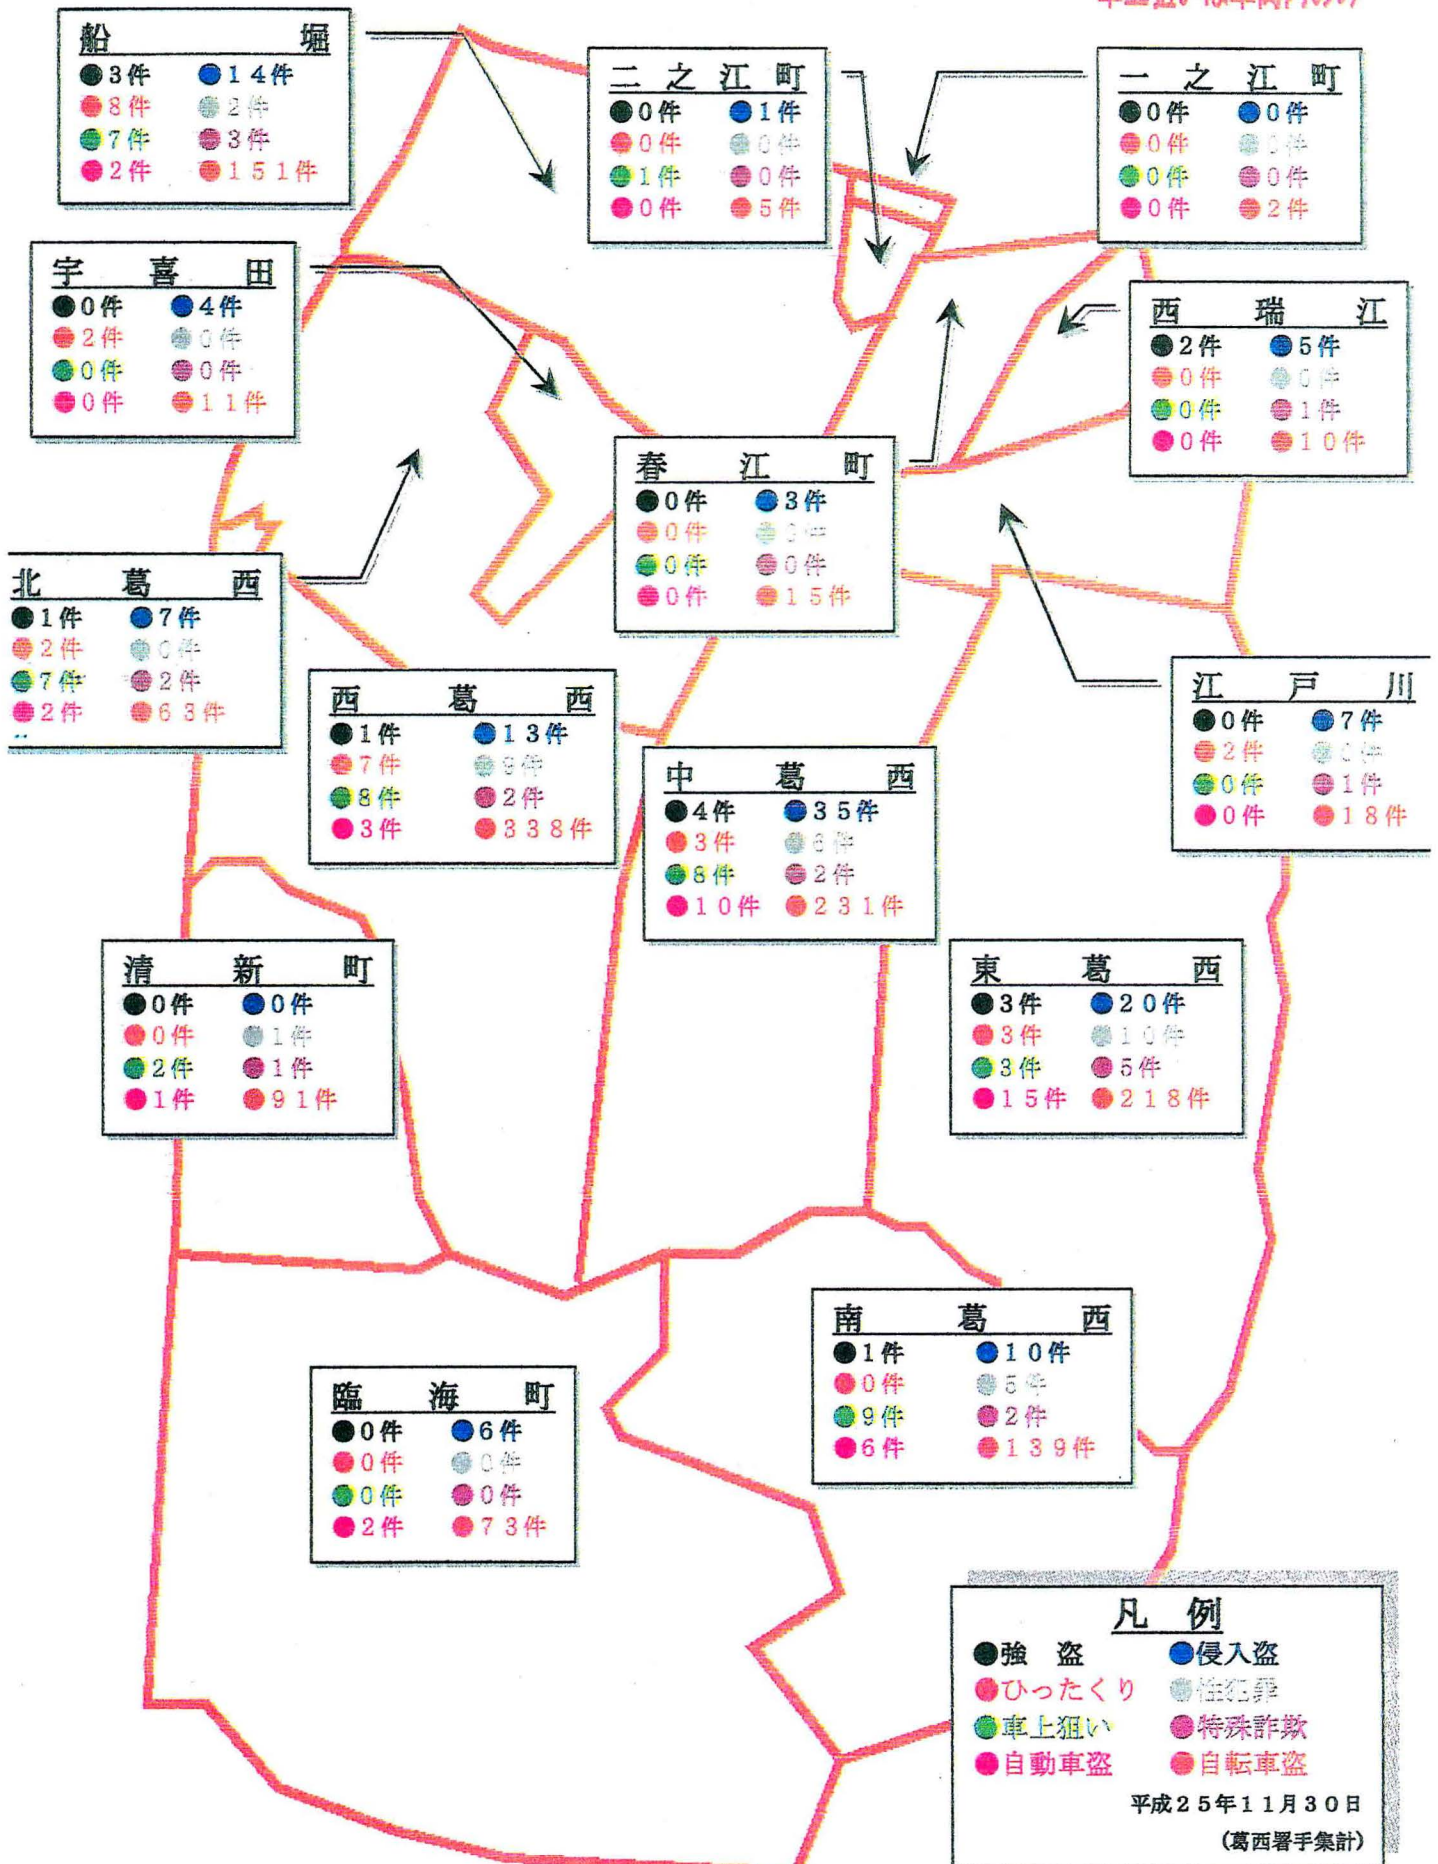 船堀
●3件 ●14件
●8件 ●2件
●7件 ●3件
●2件 ●151件
二之江町
●0件 ●1件
●0件 ●0件
●1件 ●0件
●0件 ●5件
一之江町
●0件 ●0件
●0件 ●0件
●0件 ●0件
●0件 ●2件
宇喜田
●0件 ●4件
●2件 ●0件
●0件 ●0件
●0件 ●11件
西瑞江
●2件 ●5件
●0件 ●0件
●0件 ●1件
●0件 ●10件
春江町
●0件 ●3件
●0件 ●0件
●0件 ●0件
●0件 ●15件
北葛西
●1件 ●7件
●2件 ●0件
●7件 ●2件
●2件 ●63件
西葛西
●1件 ●13件
●7件 ●9件
●8件 ●2件
●3件 ●338件
江戸川
●0件 ●7件
●2件 ●0件
●0件 ●1件
●0件 ●18件
中葛西
●4件 ●35件
●3件 ●6件
●8件 ●2件
●10件 ●231件
清新町
●0件 ●0件
●0件 ●1件
●2件 ●1件
●1件 ●91件
東葛西
●3件 ●20件
●3件 ●10件
●3件 ●5件
●15件 ●218件
南葛西
●1件 ●10件
●0件 ●5件
●9件 ●2件
●6件 ●139件
臨海町
●0件 ●6件
●0件 ●0件
●0件 ●0件
●2件 ●73件
凡例
●強盗 ●侵入盗
●ひったくり ●性犯罪
●車上狙い ●特殊詐欺
●自動車盗 ●自転車盗
平成25年11月30日
(葛西署手集計)